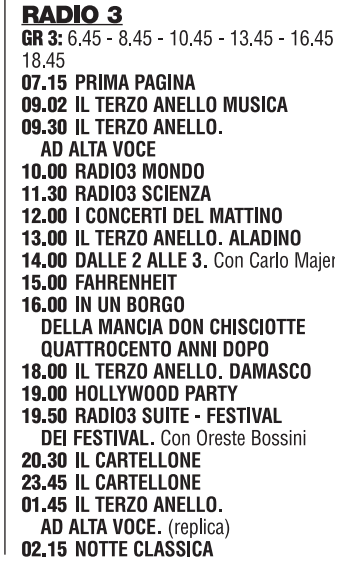 RADIO 3
GR 3: 6.45 - 8.45 - 10.45 - 13.45 - 16.45
18.45
07.15 PRIMA PAGINA
09.02 IL TERZO ANELLO MUSICA
09.30 IL TERZO ANELLO.
AD ALTA VOCE
10.00 RADIO3 MONDO
11.30 RADIO3 SCIENZA
12.00 I CONCERTI DEL MATTINO
13.00 IL TERZO ANELLO. ALADINO
14.00 DALLE 2 ALLE 3. Con Carlo Majer
15.00 FAHRENHEIT
16.00 IN UN BORGO
DELLA MANCIA DON CHISCIOTTE
QUATTROCENTO ANNI DOPO
18.00 IL TERZO ANELLO. DAMASCO
19.00 HOLLYWOOD PARTY
19.50 RADIO3 SUITE - FESTIVAL
DEI FESTIVAL. Con Oreste Bossini
20.30 IL CARTELLONE
23.45 IL CARTELLONE
01.45 IL TERZO ANELLO.
AD ALTA VOCE. (replica)
02.15 NOTTE CLASSICA